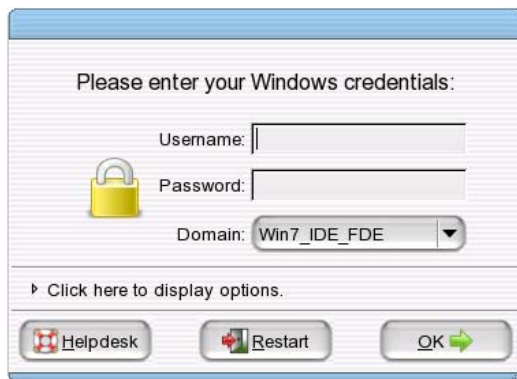 Please enter your Windows credentials:
Username:
Password:
Domain: Win7_IDE_FDE
Click here to display options.
Helpdesk Restart OK